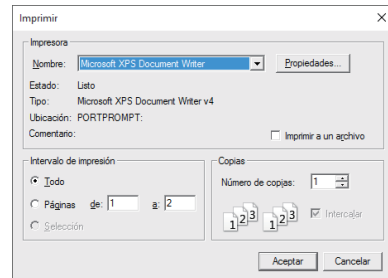 Imprimir
Impresora
Nombre: Microsoft XPS Document Writer Propiedades...
Estado: Listo
Tipo: Microsoft XPS Document Writer v4
Ubicación: PORTPROMPT:
Comentario: Imprimir a un archivo
Intervalo de impresión
Todo
Páginas de: 1 a: 2
Selección
Copias
Número de copias: 1
1 2 3 1 2 3 Intercalar
Aceptar Cancelar